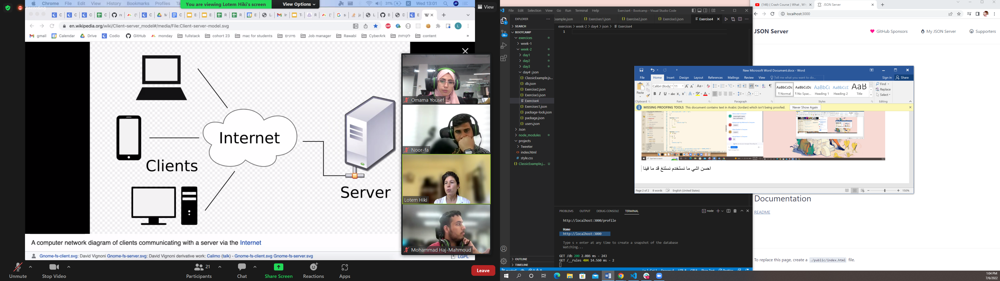 Recording
Chrome File Edit View History Bookmarks Profiles
You are viewing Lotem Hiki's screen View Options
31% Wed 13:01
View
en.wikipedia.org/wiki/Client–server_model#/media/File:Client-server-model.svg
gmail Calendar Drive Codio GitHub monday fullstack cohort 23 mac for students מיונים Job manager Rawabi CyberArk לקוחות content
Internet
Clients
Server
Omama Yousef
Noor-fa
Lotem Hiki
Mohammad Haj-Mahmoud
A computer network diagram of clients communicating with a server via the Internet
Gnome-fs-client.svg: David Vignoni Gnome-fs-server.svg: David Vignoni derivative work: Calimo (talk) - Gnome-fs-client.svg Gnome-fs-server.svg
LGPL
Unmute Stop Video Participants 21 Chat Share Screen Reactions Apps Leave
File Edit Selection View Go Run Terminal Help
Exercise4 - Bootcamp - Visual Studio Code
EXPLORER
Example.json Exercises1.json Exercise2.json Exercise3.json Exercise4
SEARCH
exercices > week-2 > day4 > json > Exercise4
BOOTCAMP
1
exercices
week-1
week-2
day1
day2
day3
day4\json
ClassicExample.js...
db.json
Exercise2.json
Exercise3.json
Exercise4
Exercises1.json
package-lock.json
package.json
users.json
Json
node_modules
projects
Tweeter
index.html
style.css
ClassicExample.j... U
OUTLINE
TIMELINE
2K+
PROBLEMS OUTPUT DEBUG CONSOLE TERMINAL
node
http://localhost:3000/profile
Home
http://localhost:3000
Type s + enter at any time to create a snapshot of the database
Watching...
GET /db 200 2.086 ms - 243
GET /__rules 404 14.560 ms - 2
New Microsoft Word Document.docx - Word
File Home Insert Design Layout References Mailings Review View Tell me what you want to do...
Sign in Share
Paste
Clipboard
Calibri (Body) 11
Font
Paragraph
AaBbCcDc AaBbCcDc AaBbCc AaBbCcD AaB
¶ Normal ¶ No Spac... Heading 1 Heading 2 Title
Styles
Find
Replace
Select
Editing
MISSING PROOFING TOOLS This document contains text in Arabic (Jordan) which isn't being proofed. Never Show Again
احسن اشي ما نستخدم نستنغ قد ما فينا
Page 2 of 2 8 words English (United States)
150%
(146) ( Crash Course ) What , Wh
JSON Server
localhost:3000
JSON Server
GitHub Sponsors My JSON Server Supporters
Documentation
README
To replace this page, create a ./public/index.html file.
1:04 PM
7/6/2022